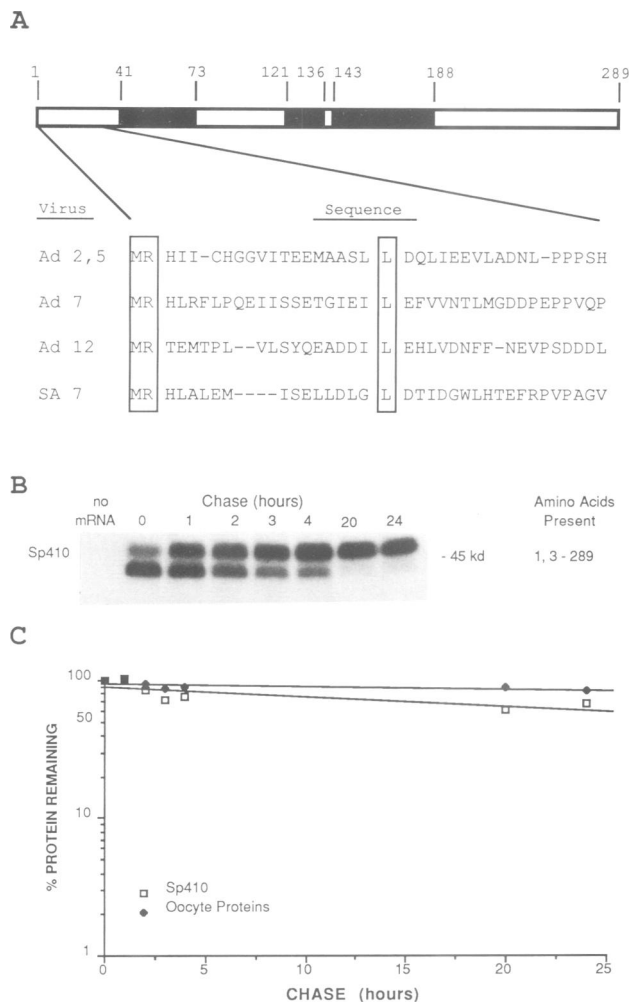 A
1 41 73 121 136 143 188 289
Virus Sequence
Ad 2,5 MR HII-CHGGVITEEMAASL L DQLIEEVLADNL-PPPSH
Ad 7 MR HLRFLPQEIISSETGIEI L EFVVNTLMGDDPEPPVQP
Ad 12 MR TEMTPL--VLSYQEADDI L EHLVDNFF-NEVPSDDDL
SA 7 MR HLALEM----ISELLDLG L DTIDGWLHTEFRPVPAGV
B
no Chase (hours) Amino Acids
mRNA 0 1 2 3 4 20 24 Present
Sp410 - 45 kd 1, 3 - 289
C
% PROTEIN REMAINING
100
50
10
1
Sp410
Oocyte Proteins
0 5 10 15 20 25
CHASE (hours)